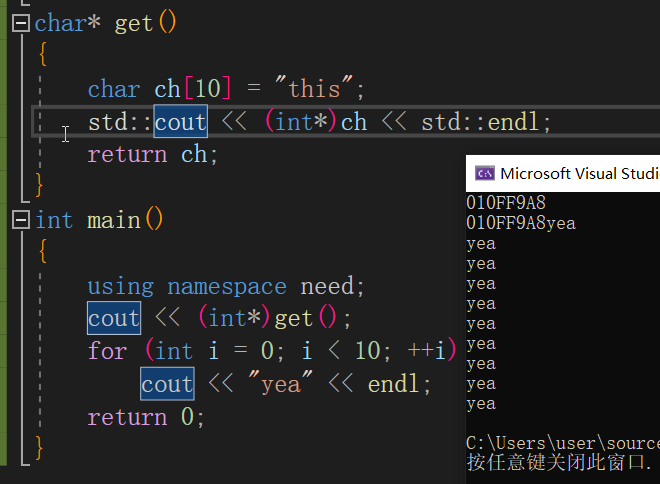 char* get()
{
char ch[10] = "this";
std::cout << (int*)ch << std::endl;
return ch;
}
int main()
{
using namespace need;
cout << (int*)get();
for (int i = 0; i < 10; ++i)
cout << "yea" << endl;
return 0;
}
Microsoft Visual Studi
010FF9A8
010FF9A8yea
yea
yea
yea
yea
yea
yea
yea
yea
yea
C:\Users\user\source
按任意键关闭此窗口.